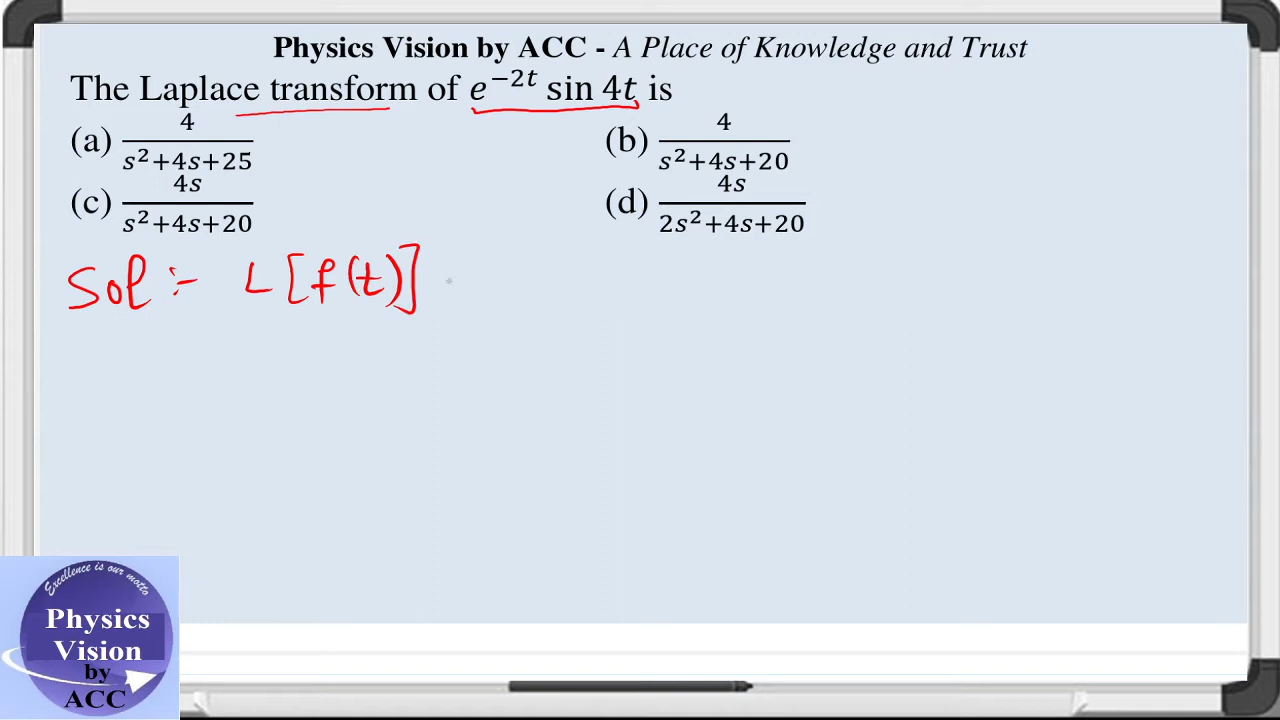 Physics Vision by ACC - A Place of Knowledge and Trust
The Laplace transform of e^{−2t} sin 4t is
(a) 4/(s²+4s+25) (b) 4/(s²+4s+20)
(c) 4s/(s²+4s+20) (d) 4s/(2s²+4s+20)
Sol :- L[f(t)]
Excellence is our motto
Physics
Vision
by
ACC